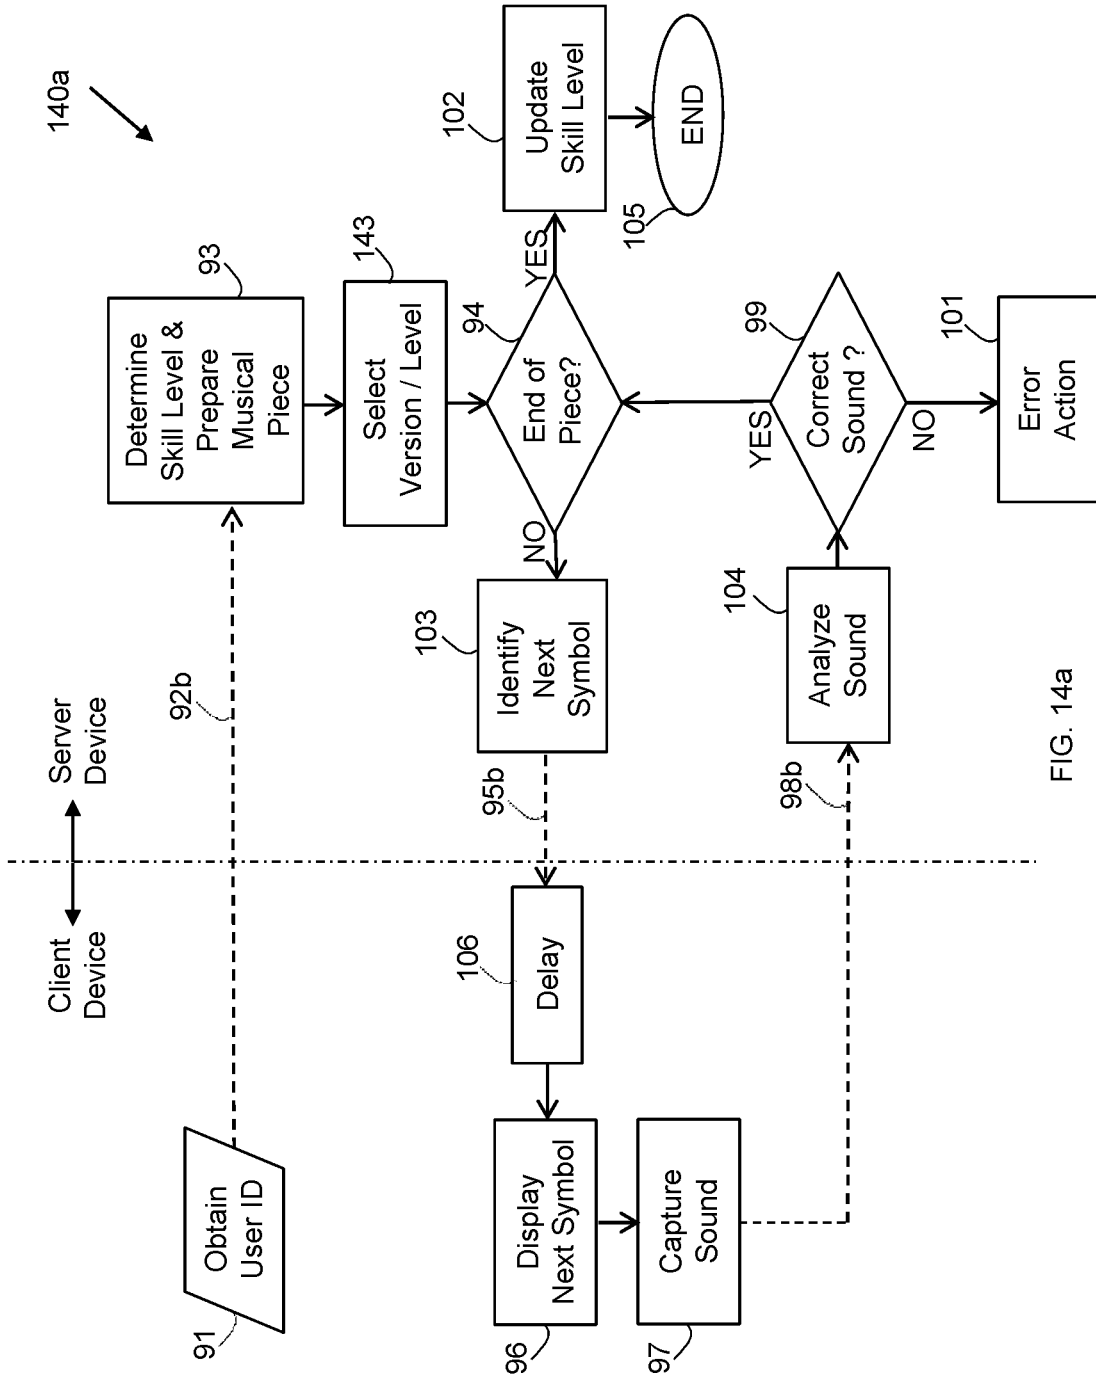 140a
Client
Device
Server
Device
91
Obtain
User ID
92b
93
Determine
Skill Level &
Prepare
Musical
Piece
143
Select
Version / Level
94
End of
Piece?
YES
NO
102
Update
Skill Level
105
END
103
Identify
Next
Symbol
95b
106
Delay
96
Display
Next Symbol
97
Capture
Sound
98b
104
Analyze
Sound
99
Correct
Sound ?
YES
NO
101
Error
Action
FIG. 14a